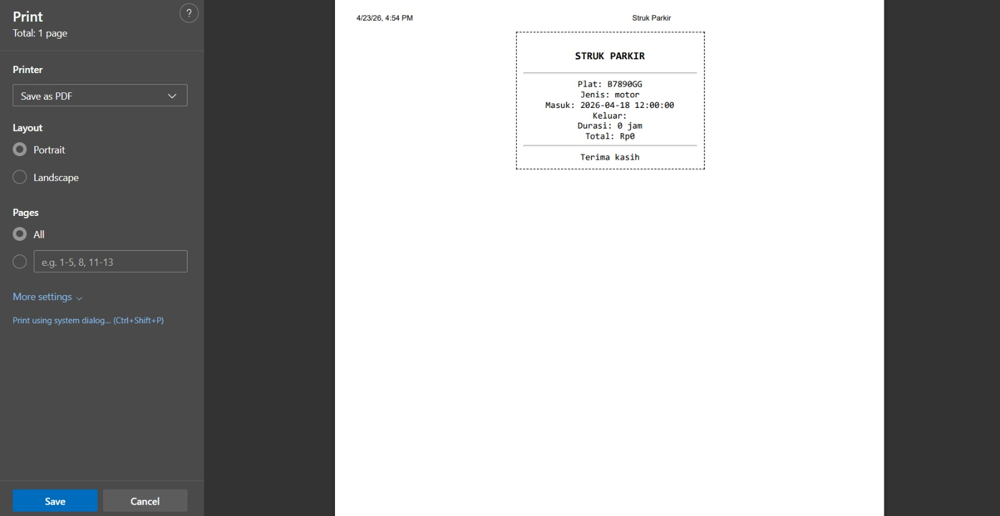 Print
?
Total: 1 page
Printer
Save as PDF
Layout
Portrait
Landscape
Pages
All
e.g. 1-5, 8, 11-13
More settings
Print using system dialog... (Ctrl+Shift+P)
Save
Cancel
4/23/26, 4:54 PM
Struk Parkir
STRUK PARKIR
Plat: B7890GG
Jenis: motor
Masuk: 2026-04-18 12:00:00
Keluar:
Durasi: 0 jam
Total: Rp0
Terima kasih